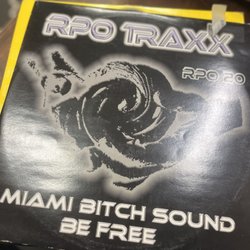 RPO TRAXX
RPO 20
MIAMI BITCH SOUND
BE FREE